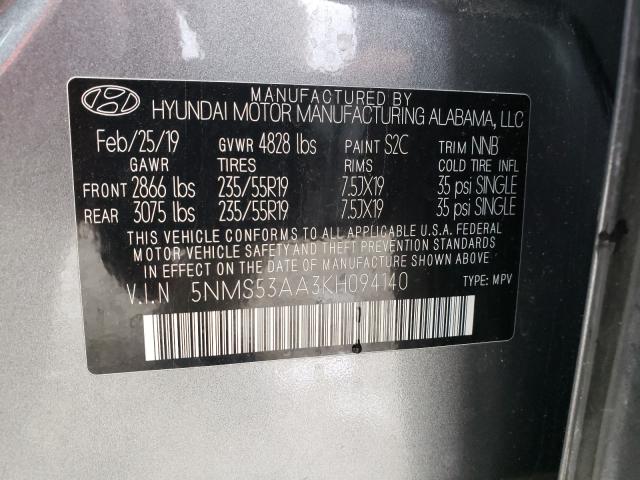 MANUFACTURED BY
HYUNDAI MOTOR MANUFACTURING ALABAMA, LLC
Feb/25/19 GVWR 4828 lbs PAINT S2C TRIM NNB
GAWR TIRES RIMS COLD TIRE INFL
FRONT 2866 lbs 235/55R19 7.5JX19 35 psi SINGLE
REAR 3075 lbs 235/55R19 7.5JX19 35 psi SINGLE
THIS VEHICLE CONFORMS TO ALL APPLICABLE U.S.A. FEDERAL
MOTOR VEHICLE SAFETY AND THEFT PREVENTION STANDARDS
IN EFFECT ON THE DATE OF MANUFACTURE SHOWN ABOVE.
V.I.N 5NMS53AA3KH094140 TYPE: MPV